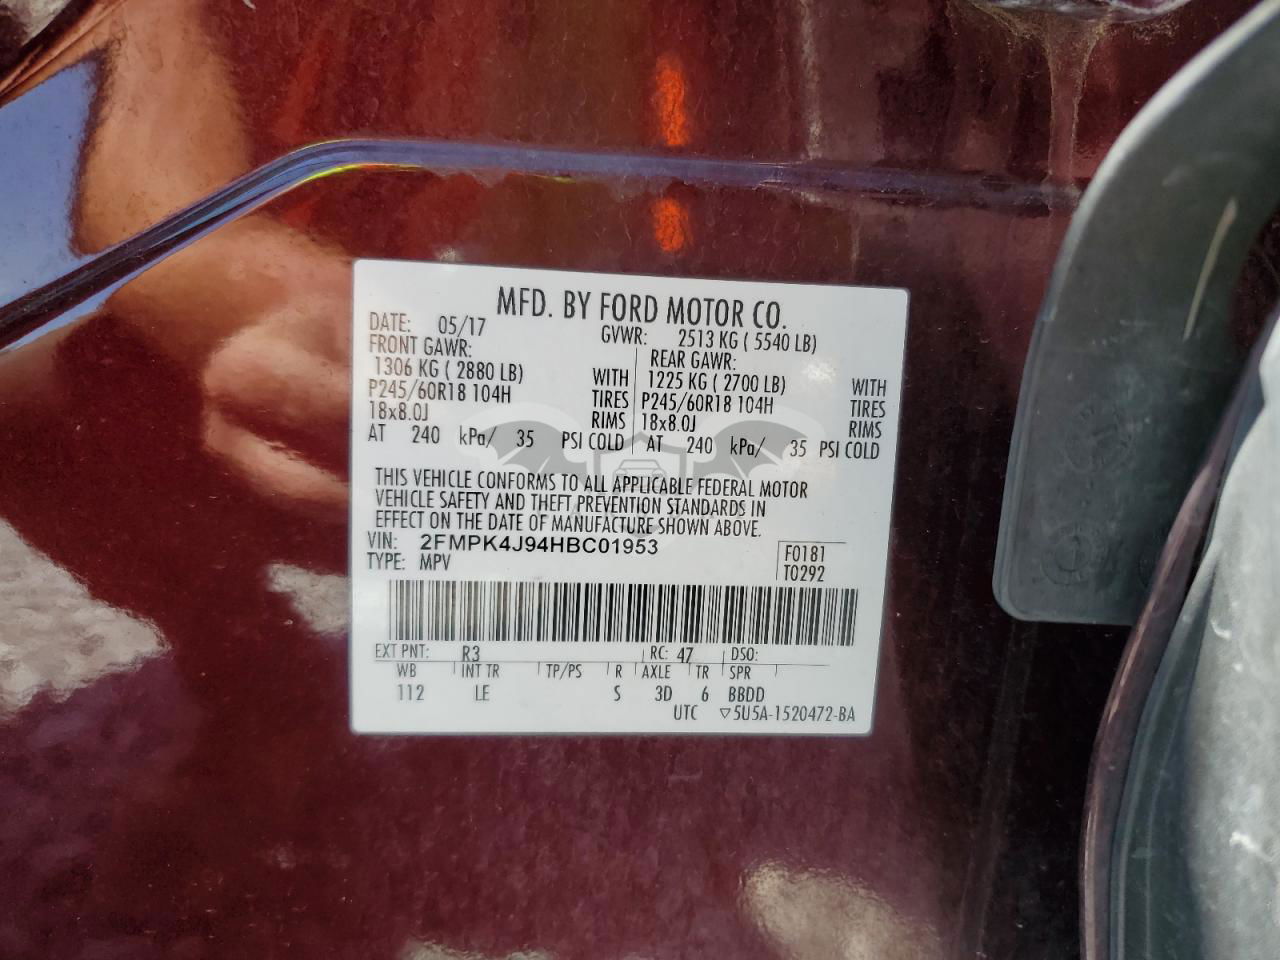 MFD. BY FORD MOTOR CO.
DATE: 05/17 GVWR: 2513 KG ( 5540 LB)
FRONT GAWR: REAR GAWR:
1306 KG ( 2880 LB) WITH 1225 KG ( 2700 LB) WITH
P245/60R18 104H TIRES P245/60R18 104H TIRES
18x8.0J RIMS 18x8.0J RIMS
AT 240 kPa/ 35 PSI COLD AT 240 kPa/ 35 PSI COLD
THIS VEHICLE CONFORMS TO ALL APPLICABLE FEDERAL MOTOR
VEHICLE SAFETY AND THEFT PREVENTION STANDARDS IN
EFFECT ON THE DATE OF MANUFACTURE SHOWN ABOVE.
VIN: 2FMPK4J94HBC01953 F0181
TYPE: MPV T0292
EXT PNT: R3 RC: 47 DSO:
WB INT TR TP/PS R AXLE TR SPR
112 LE S 3D 6 BBDD
UTC ▽5U5A-1520472-BA